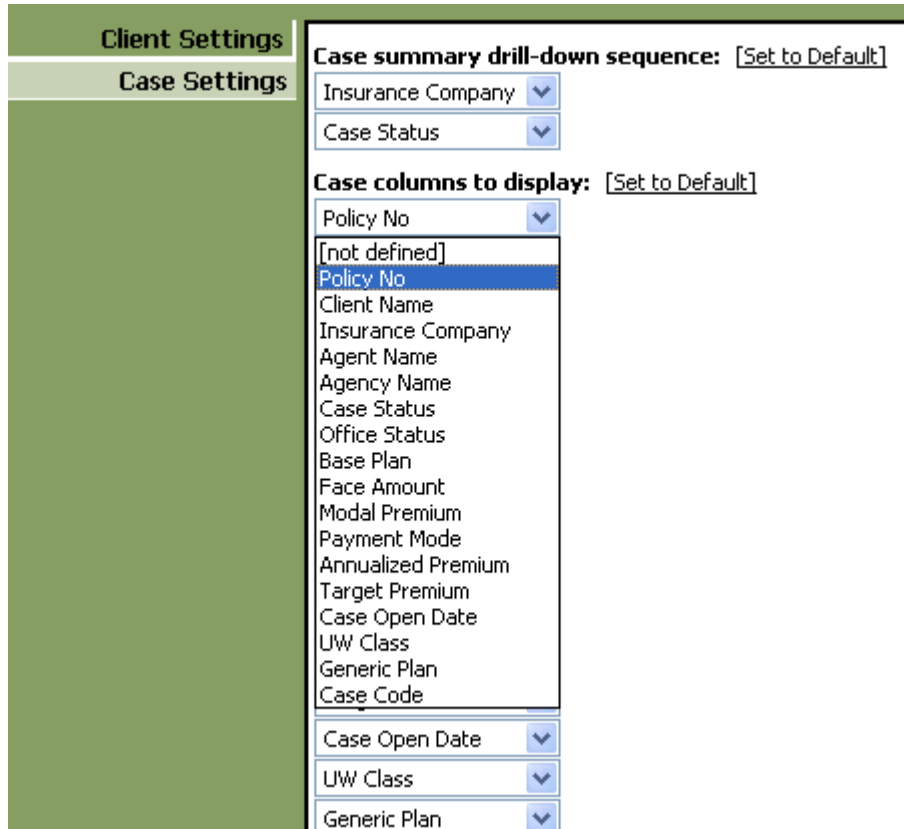 Client Settings
Case Settings
Case summary drill-down sequence: [Set to Default]
Insurance Company
Case Status
Case columns to display: [Set to Default]
Policy No
[not defined]
Policy No
Client Name
Insurance Company
Agent Name
Agency Name
Case Status
Office Status
Base Plan
Face Amount
Modal Premium
Payment Mode
Annualized Premium
Target Premium
Case Open Date
UW Class
Generic Plan
Case Code
Case Open Date
UW Class
Generic Plan